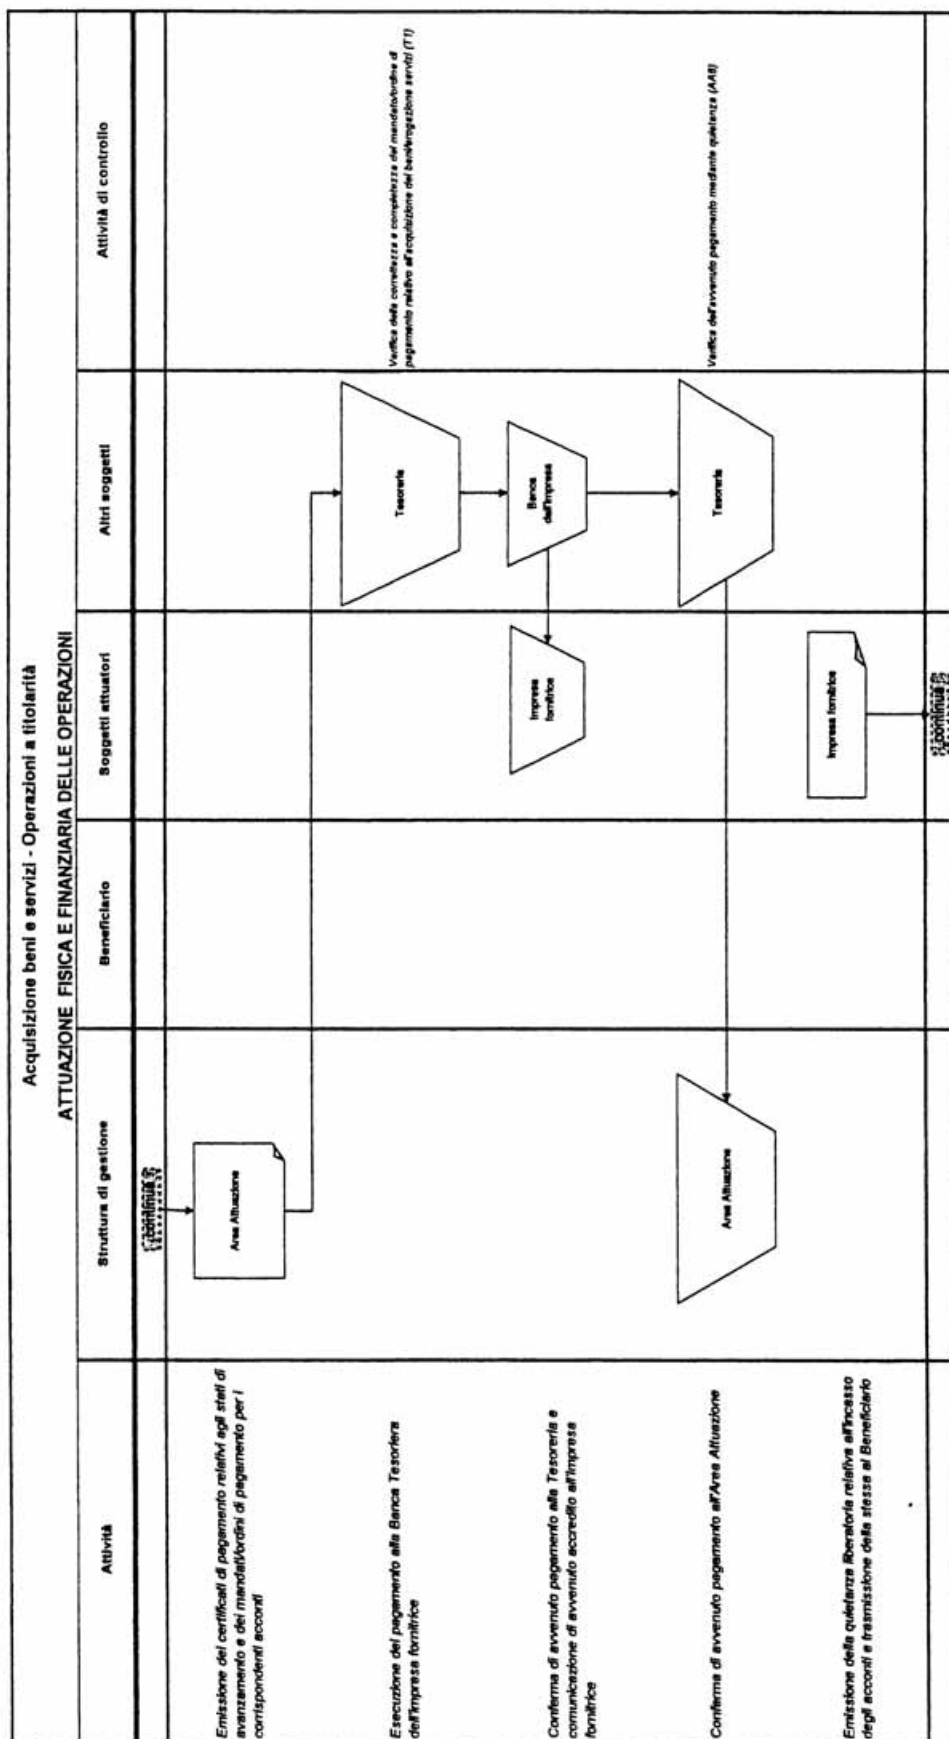 Acquisizione beni e servizi - Operazioni a titolarità
ATTUAZIONE FISICA E FINANZIARIA DELLE OPERAZIONI
Attività
Struttura di gestione
Beneficiario
Soggetti attuatori
Altri soggetti
Attività di controllo
continua
Emissione dei certificati di pagamento relativi agli stati di
avanzamento e dei mandati/ordini di pagamento per i
corrispondenti acconti
Area Attuazione
Esecuzione del pagamento alla Banca Tesoriera
dell'impresa fornitrice
Tesoreria
Verifica della correttezza e completezza del mandato/ordine di
pagamento relativo all'acquisizione dei beni/erogazione servizi (T1)
Conferma di avvenuto pagamento alla Tesoreria e
comunicazione di avvenuto accredito all'impresa
fornitrice
Impresa
fornitrice
Banca
dell'impresa
Conferma di avvenuto pagamento all'Area Attuazione
Area Attuazione
Tesoreria
Verifica dell'avvenuto pagamento mediante quietanza (AA8)
Emissione della quietanza liberatoria relativa all'incasso
degli acconti e trasmissione della stessa al Beneficiario
Impresa fornitrice
continua